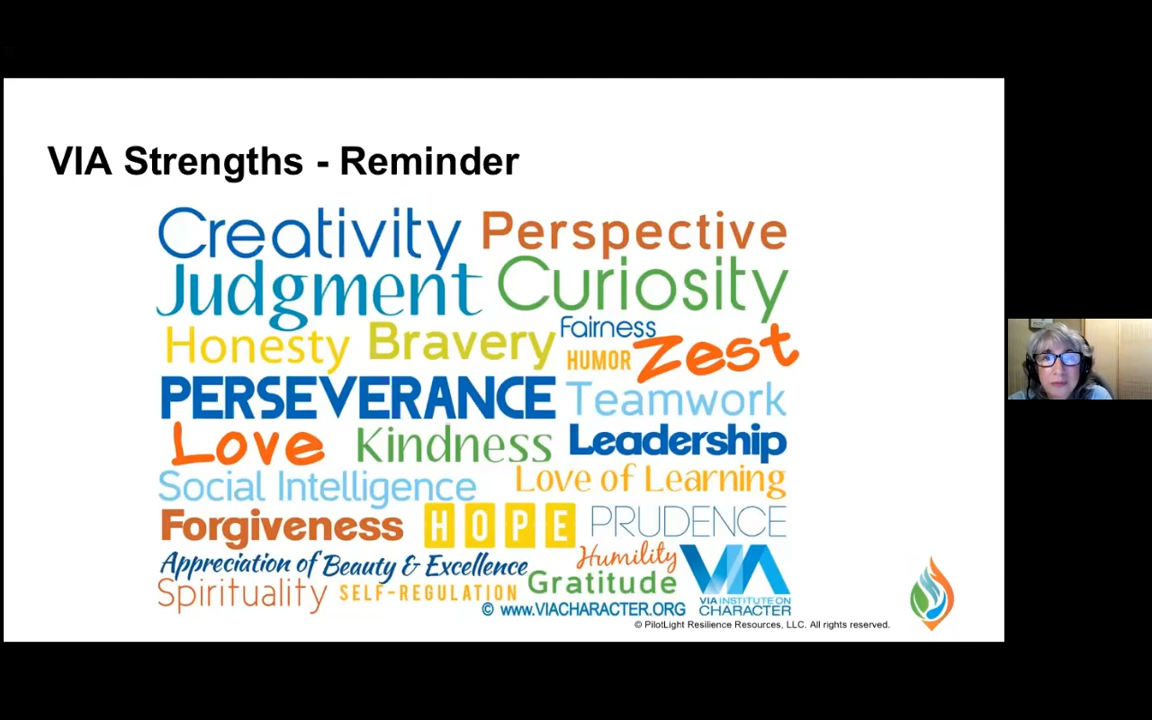 VIA Strengths - Reminder
Creativity Perspective
Judgment Curiosity
Honesty Bravery Fairness
HUMOR Zest
PERSEVERANCE Teamwork
Love Kindness Leadership
Social Intelligence Love of Learning
Forgiveness HOPE PRUDENCE
Appreciation of Beauty & Excellence Humility VIA
Spirituality SELF-REGULATION Gratitude
© www.VIACHARACTER.ORG VIA INSTITUTE ON
CHARACTER
© PilotLight Resilience Resources, LLC. All rights reserved.